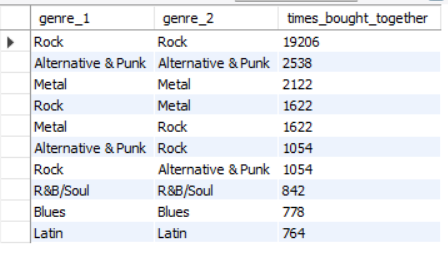 genre_1 genre_2 times_bought_together
Rock Rock 19206
Alternative & Punk Alternative & Punk 2538
Metal Metal 2122
Rock Metal 1622
Metal Rock 1622
Alternative & Punk Rock 1054
Rock Alternative & Punk 1054
R&B/Soul R&B/Soul 842
Blues Blues 778
Latin Latin 764